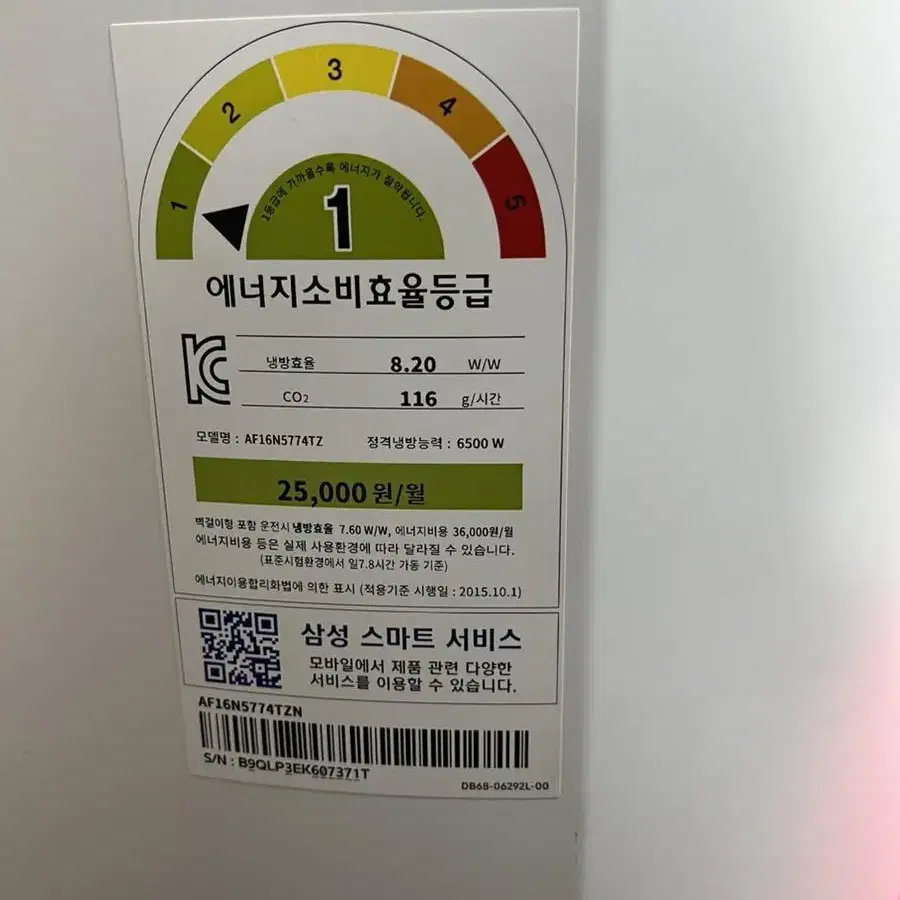 1
2
3
4
5
1등급에 가까울수록 에너지가 절약됩니다.
1
에너지소비효율등급
냉방효율 8.20 W/W
CO2 116 g/시간
모델명 : AF16N5774TZ 정격냉방능력 : 6500 W
25,000 원/월
벽걸이형 포함 운전시 냉방효율 7.60 W/W, 에너지비용 36,000원/월
에너지비용 등은 실제 사용환경에 따라 달라질 수 있습니다.
(표준시험환경에서 일7.8시간 가동 기준)
에너지이용합리화법에 의한 표시 (적용기준 시행일 : 2015.10.1)
삼성 스마트 서비스
모바일에서 제품 관련 다양한
서비스를 이용할 수 있습니다.
AF16N5774TZN
S/N : B9QLP3EK607371T
DB68-06292L-00